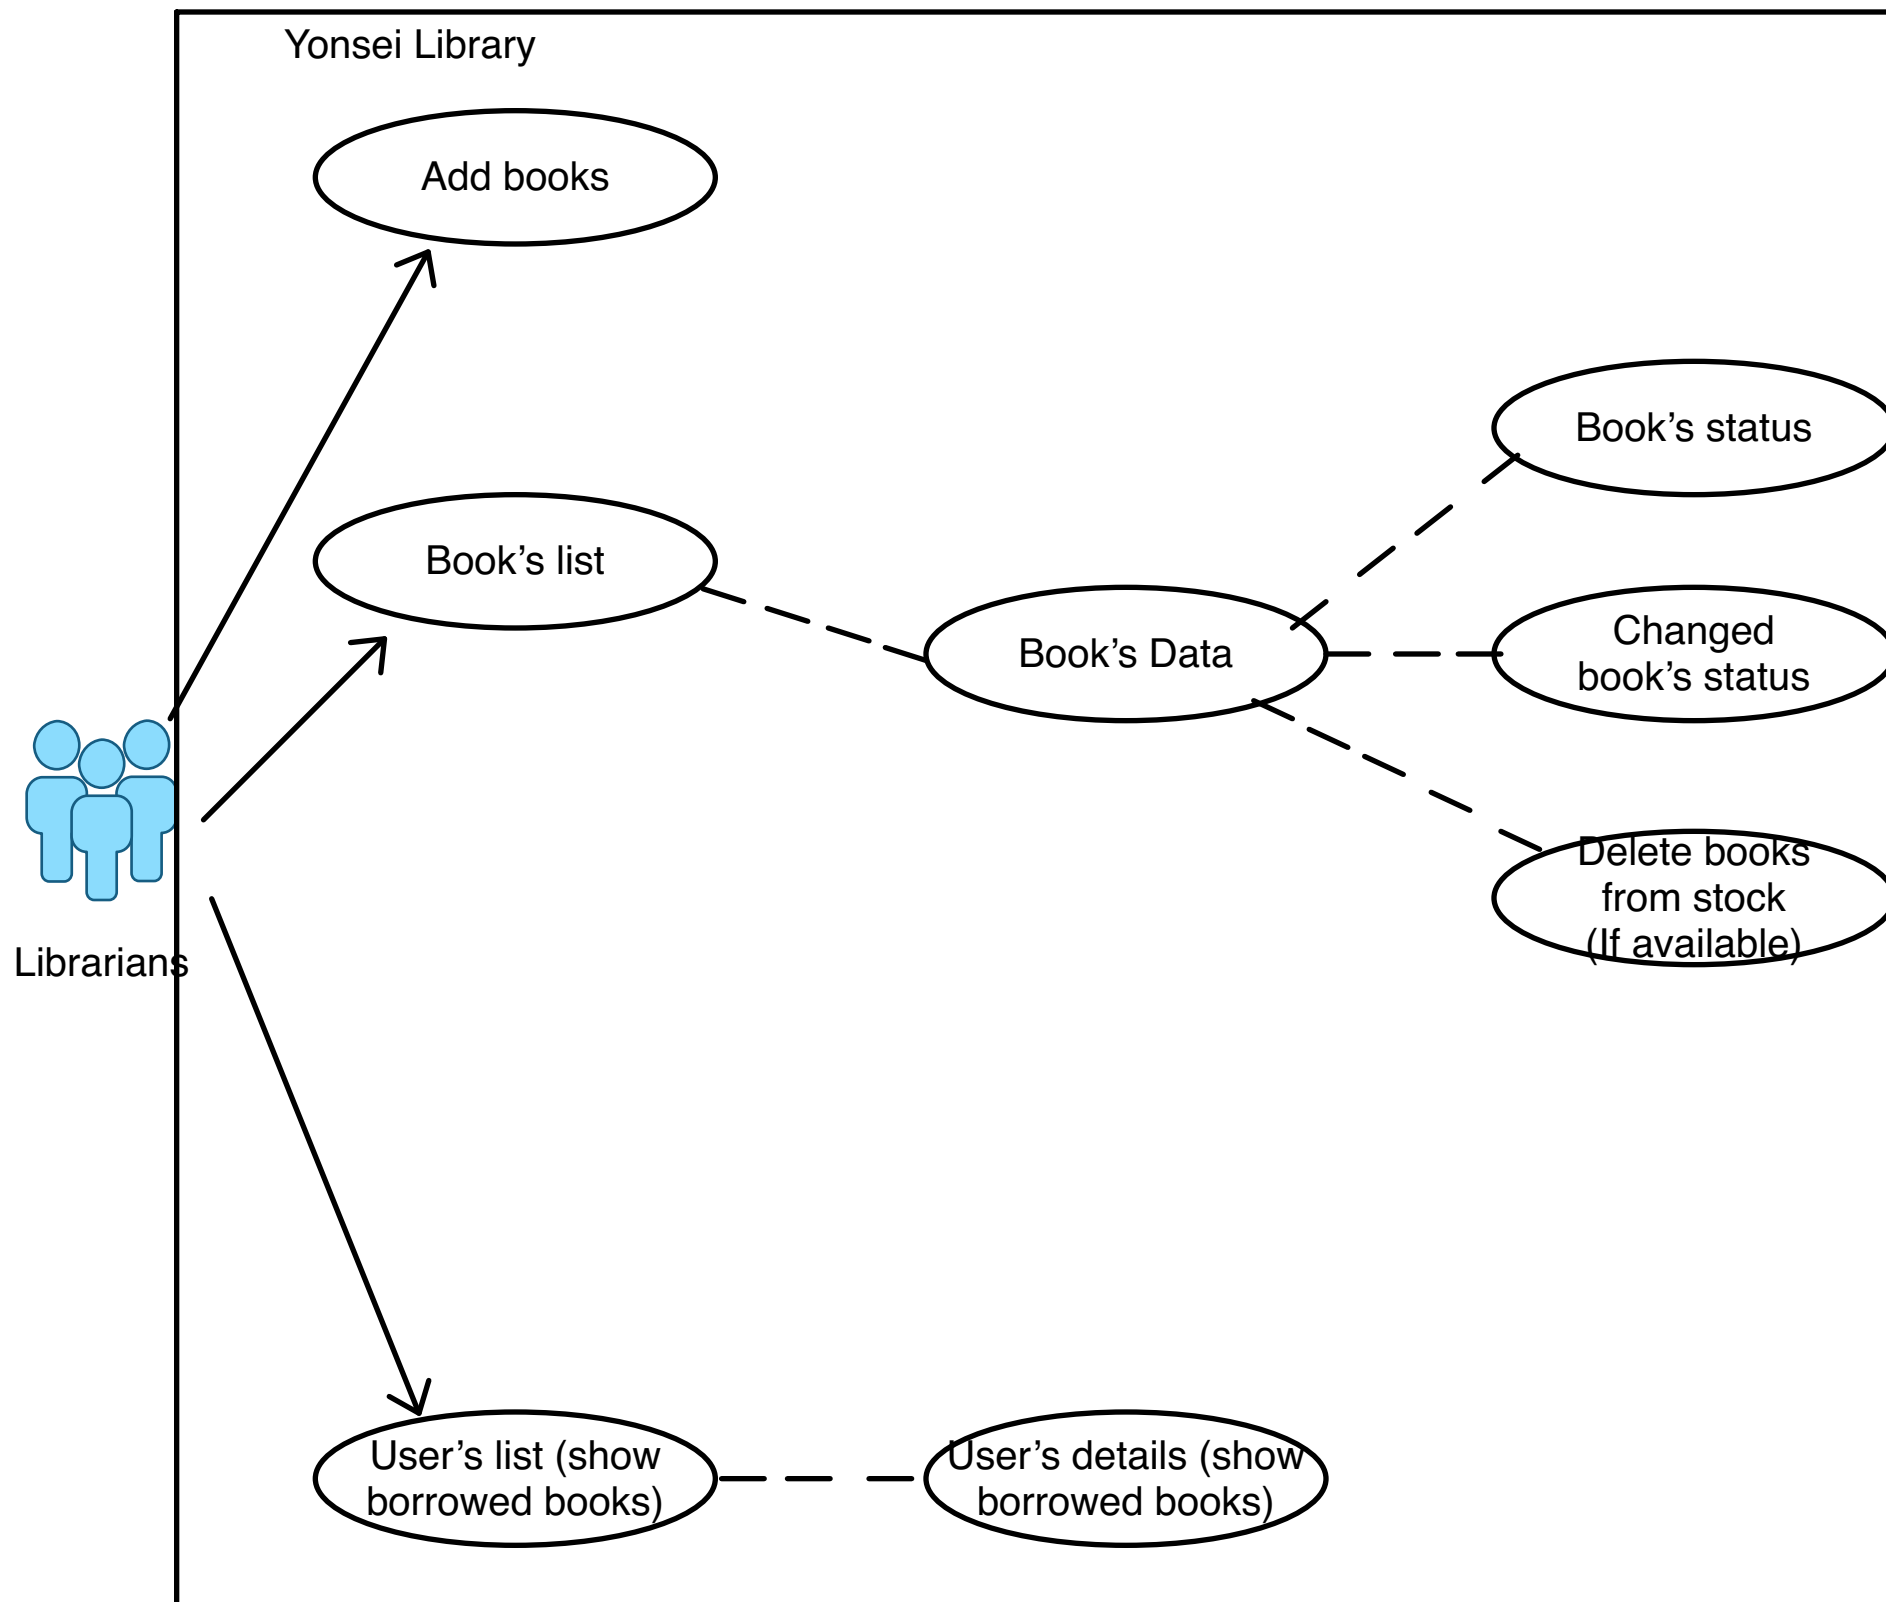 Yonsei Library
Add books
Book’s status
Book’s list
Changed
book’s status
Book’s Data
Delete books
from stock
(If available)
Librarians
User’s list (show
borrowed books)
User’s details (show
borrowed books)